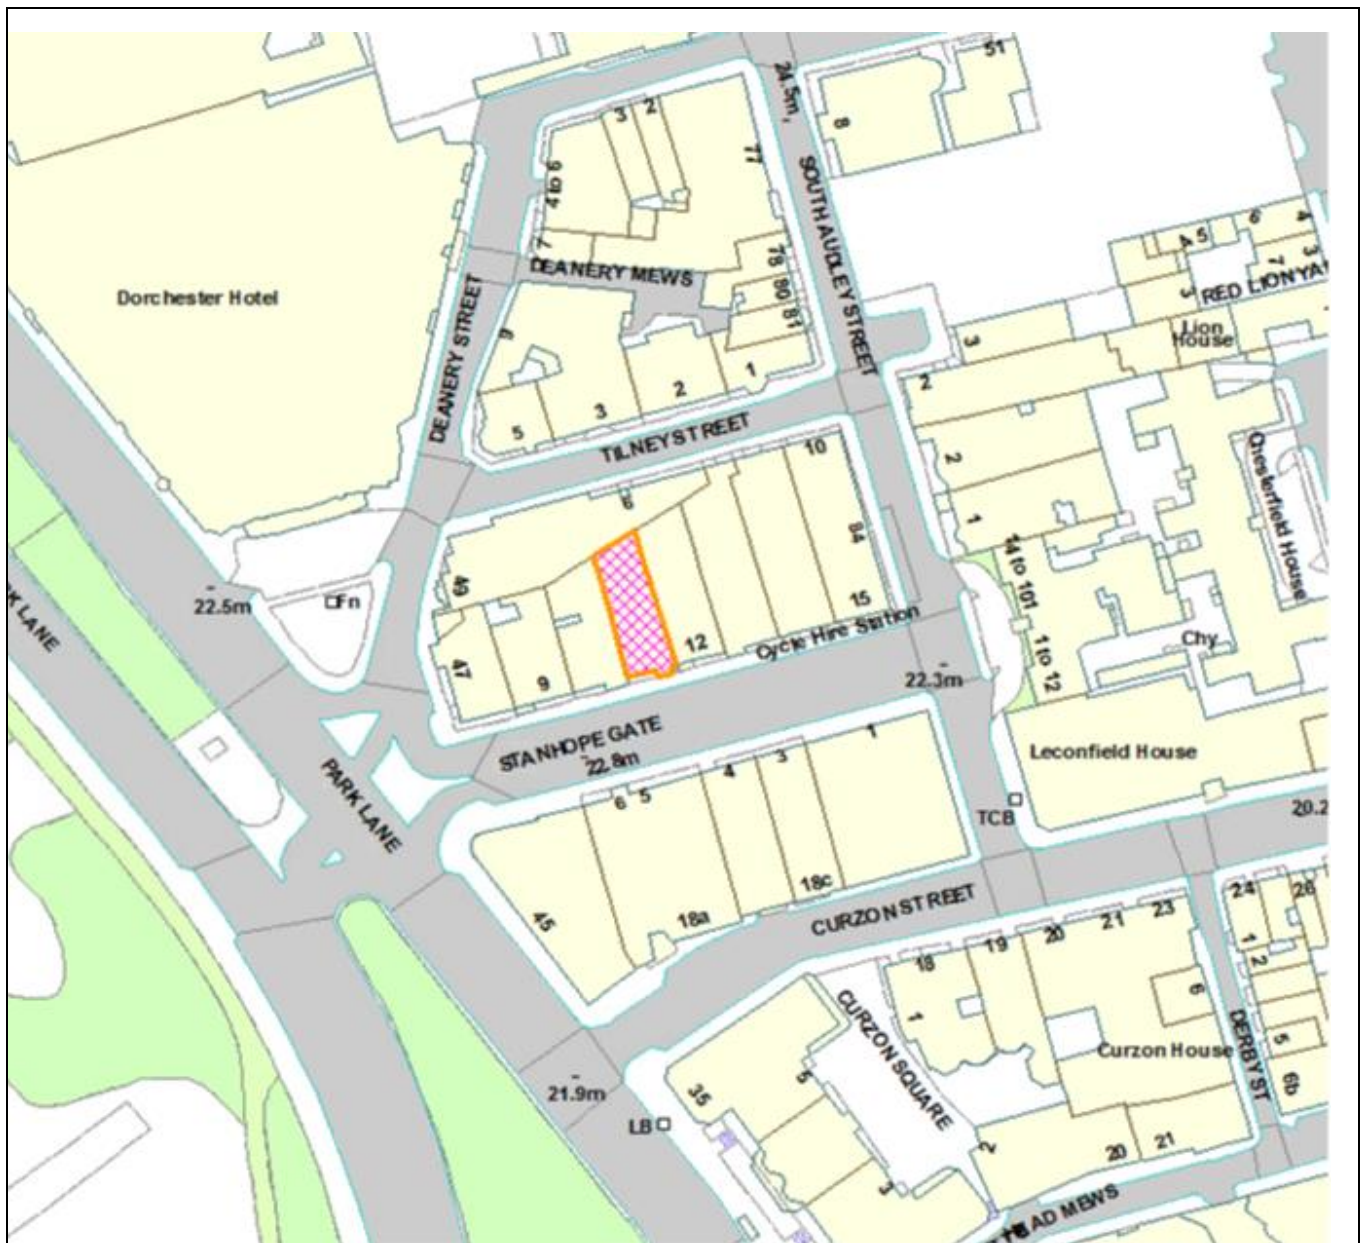 51
24.5m
8
3
2
77
4 to 6
7
SOUTH AUDLEY STREET
DEANERY MEWS
78
80
81
6
4
4
5
3
7
3
RED LION YA
Lion
House
Dorchester Hotel
DEANERY STREET
9
1
2
3
5
TILNEY STREET
3
2
2
1
10
84
15
6
49
47
9
12
Cycle Hire Station
14 to 101
1 to 12
Chesterfield House
Chy
22.5m
Fn
RK LANE
22.3m
STANHOPE GATE
22.8m
PARK LANE
Leconfield House
TCB
20.2
1
3
4
5
6
18c
18a
45
CURZON STREET
24
26
1
2
23
21
20
19
18
1
6
CURZON SQUARE
Curzon House
DERBY ST
5
6b
21.9m
LB
35
5
3
2
20
21
AD MEWS